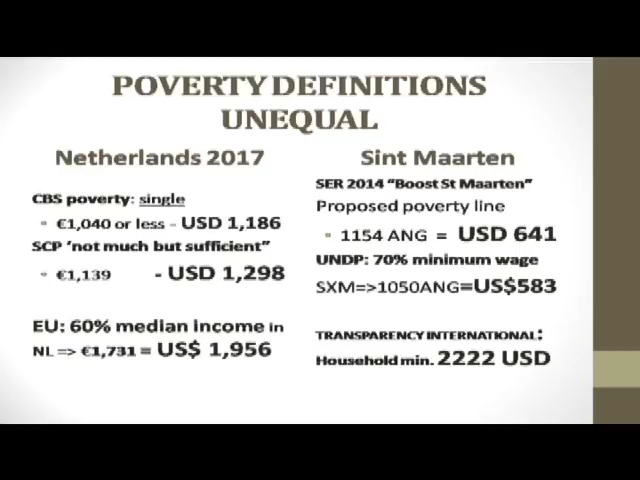 POVERTY DEFINITIONS
UNEQUAL
Netherlands 2017
CBS poverty: single
• €1,040 or less – USD 1,186
SCP 'not much but sufficient"
• €1,139 - USD 1,298
EU: 60% median income in
NL => €1,731 = US$ 1,956
Sint Maarten
SER 2014 "Boost St Maarten"
Proposed poverty line
• 1154 ANG = USD 641
UNDP: 70% minimum wage
SXM=>1050ANG=US$583
TRANSPARENCY INTERNATIONAL:
Household min. 2222 USD